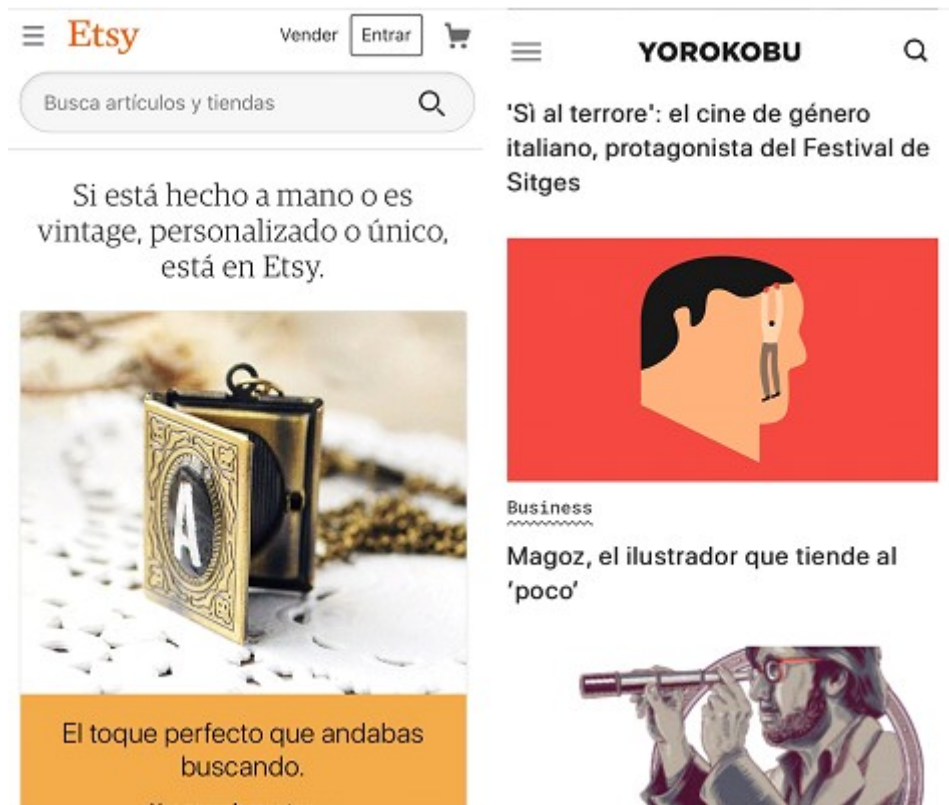 Etsy
Vender
Entrar
Busca artículos y tiendas
Si está hecho a mano o es
vintage, personalizado o único,
está en Etsy.
A
El toque perfecto que andabas
buscando.
YOROKOBU
'Sì al terrore': el cine de género
italiano, protagonista del Festival de
Sitges
Business
Magoz, el ilustrador que tiende al
‘poco’